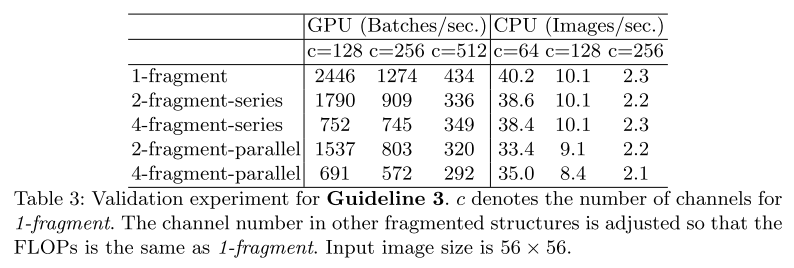 GPU (Batches/sec.) CPU (Images/sec.)
c=128 c=256 c=512 c=64 c=128 c=256
1-fragment 2446 1274 434 40.2 10.1 2.3
2-fragment-series 1790 909 336 38.6 10.1 2.2
4-fragment-series 752 745 349 38.4 10.1 2.3
2-fragment-parallel 1537 803 320 33.4 9.1 2.2
4-fragment-parallel 691 572 292 35.0 8.4 2.1
Table 3: Validation experiment for Guideline 3. c denotes the number of channels for
1-fragment. The channel number in other fragmented structures is adjusted so that the
FLOPs is the same as 1-fragment. Input image size is 56 × 56.